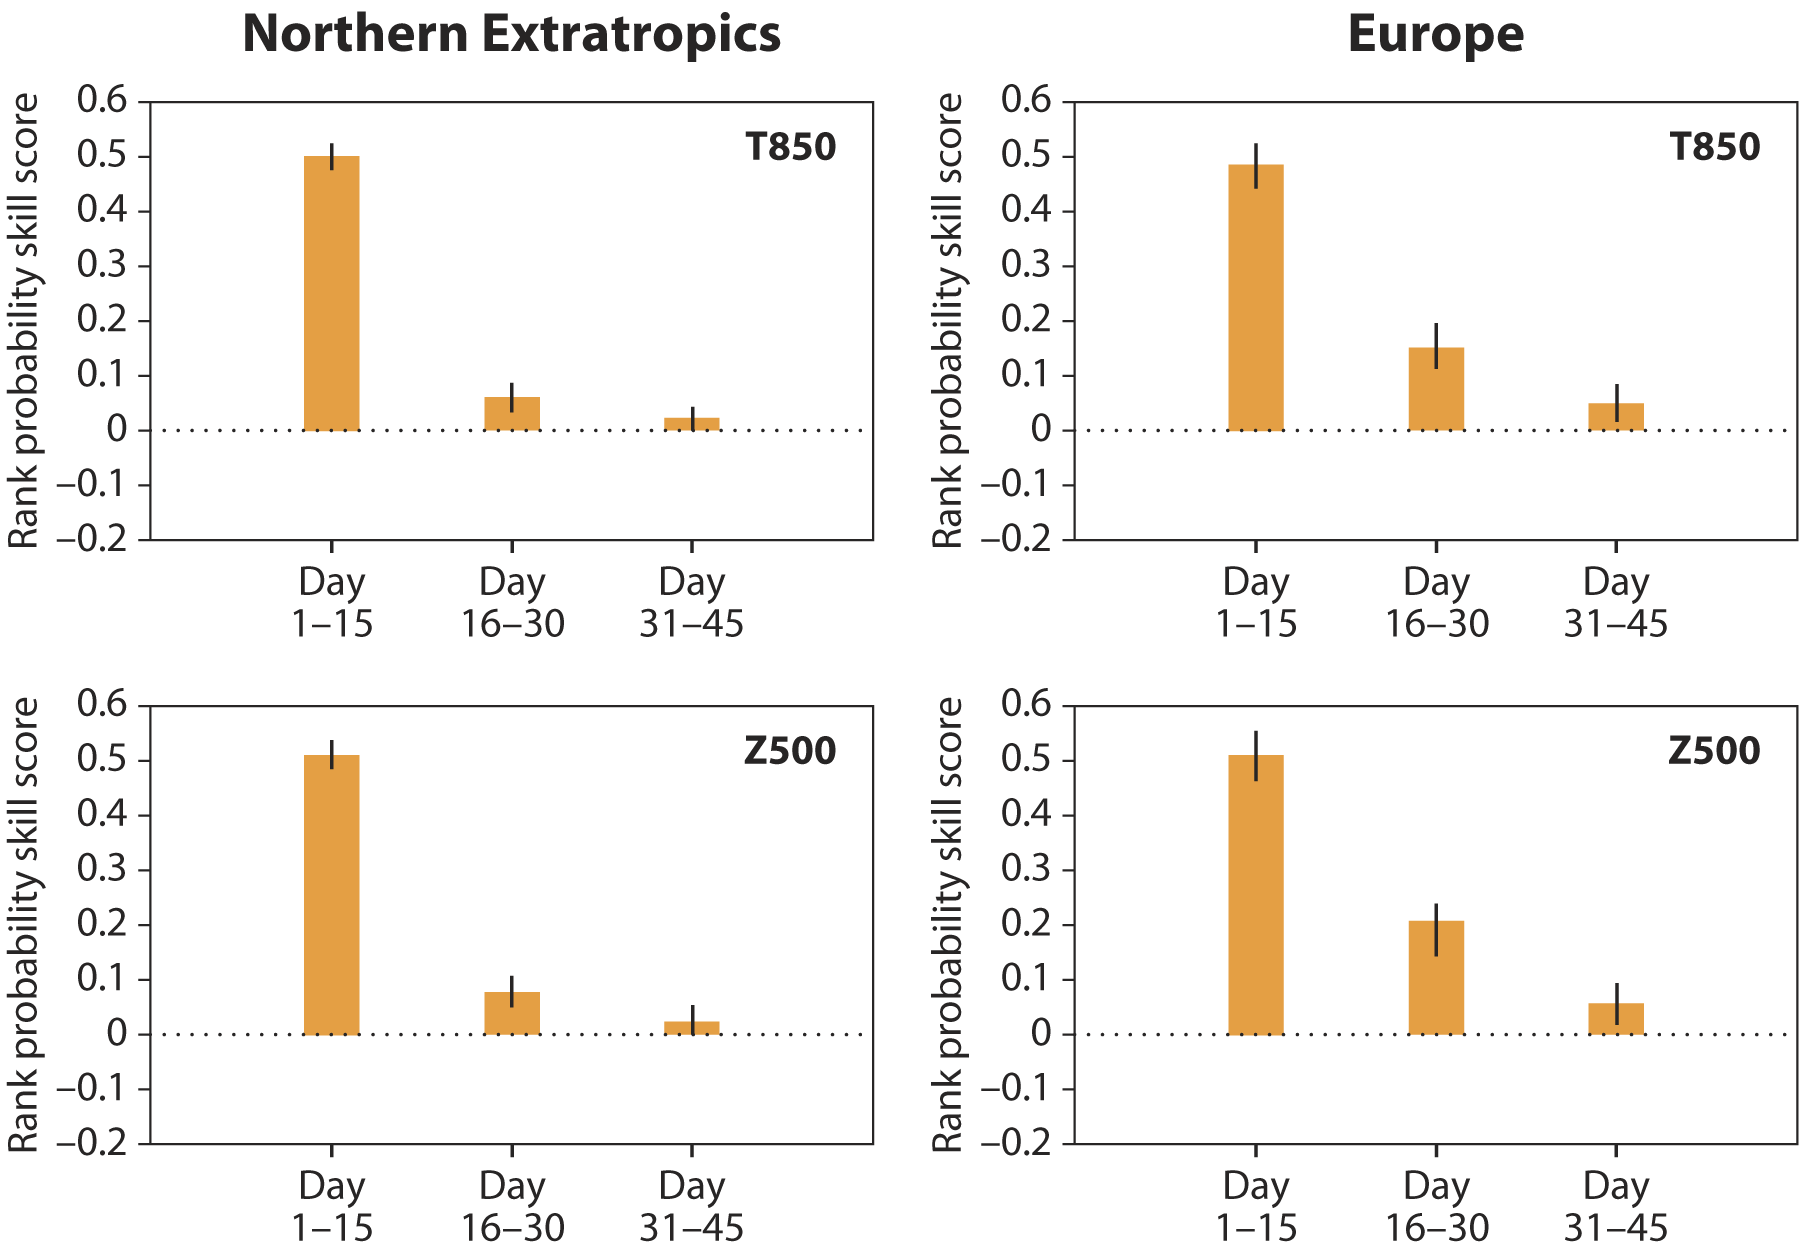 Northern Extratropics
Europe
Rank probability skill score
0.6
0.5
0.4
0.3
0.2
0.1
0
–0.1
–0.2
T850
Day
1–15
Day
16–30
Day
31–45
Rank probability skill score
0.6
0.5
0.4
0.3
0.2
0.1
0
–0.1
–0.2
T850
Day
1–15
Day
16–30
Day
31–45
Rank probability skill score
0.6
0.5
0.4
0.3
0.2
0.1
0
–0.1
–0.2
Z500
Day
1–15
Day
16–30
Day
31–45
Rank probability skill score
0.6
0.5
0.4
0.3
0.2
0.1
0
–0.1
–0.2
Z500
Day
1–15
Day
16–30
Day
31–45